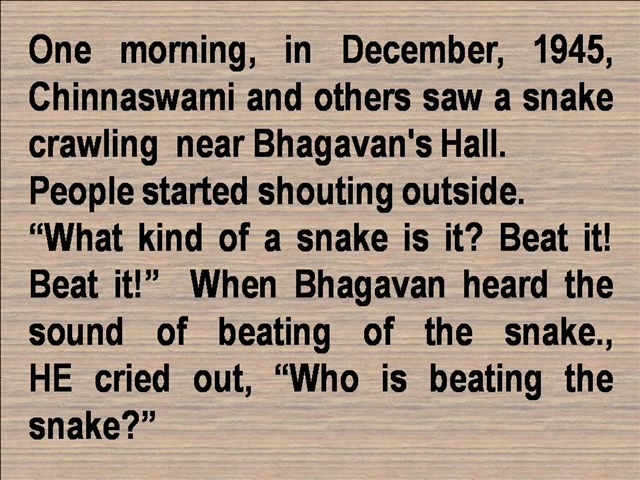 One morning, in December, 1945,
Chinnaswami and others saw a snake
crawling  near Bhagavan's Hall.
People started shouting outside.
“What kind of a snake is it? Beat it!
Beat it!”  When Bhagavan heard the
sound of beating of the snake.,
HE cried out, “Who is beating the
snake?”